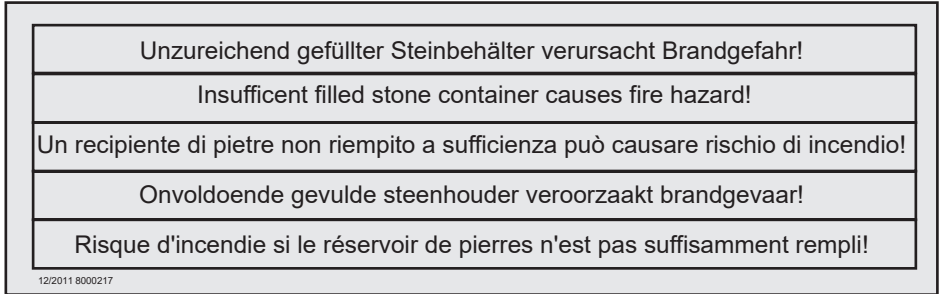 Unzureichend gefüllter Steinbehälter verursacht Brandgefahr!
Insufficent filled stone container causes fire hazard!
Un recipiente di pietre non riempito a sufficienza può causare rischio di incendio!
Onvoldoende gevulde steenhouder veroorzaakt brandgevaar!
Risque d'incendie si le réservoir de pierres n'est pas suffisamment rempli!
12/2011 8000217